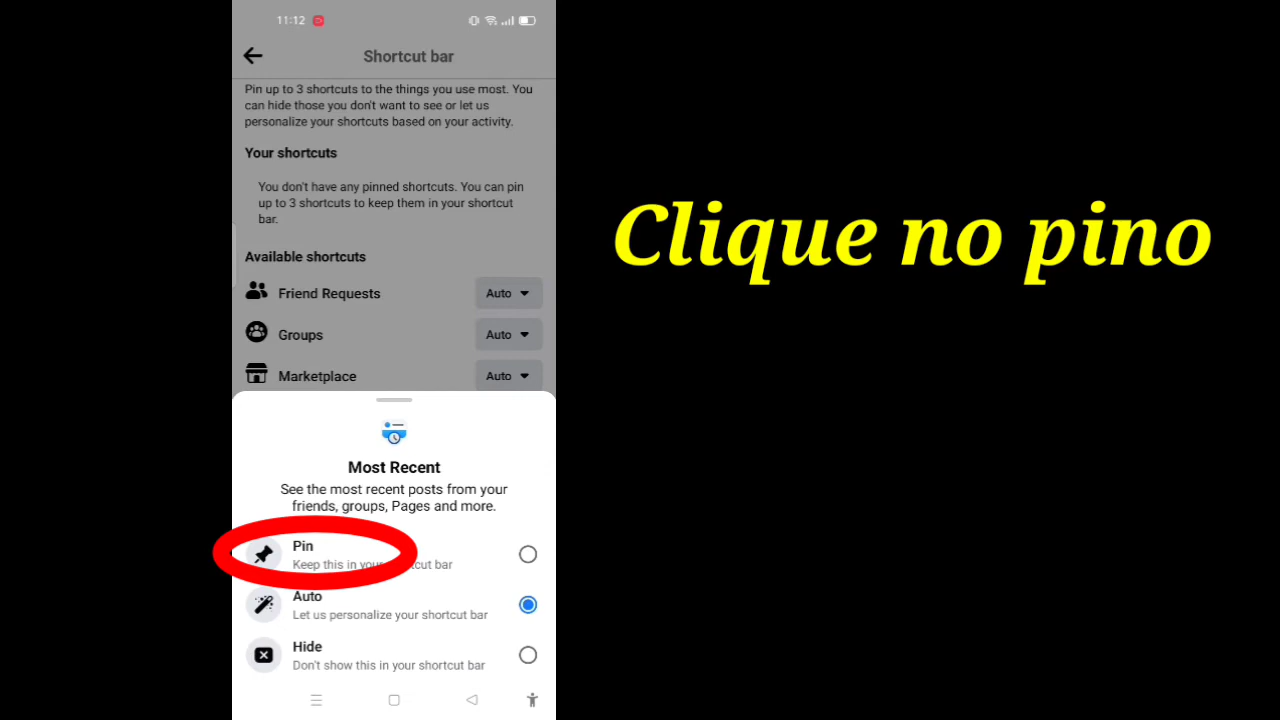 11:12
Shortcut bar
Pin up to 3 shortcuts to the things you use most. You
can hide those you don't want to see or let us
personalize your shortcuts based on your activity.
Your shortcuts
You don't have any pinned shortcuts. You can pin
up to 3 shortcuts to keep them in your shortcut
bar.
Available shortcuts
Friend Requests Auto
Groups Auto
Marketplace Auto
Most Recent
See the most recent posts from your
friends, groups, Pages and more.
Pin
Keep this in your cut bar
Auto
Let us personalize your shortcut bar
Hide
Don't show this in your shortcut bar
Clique no pino